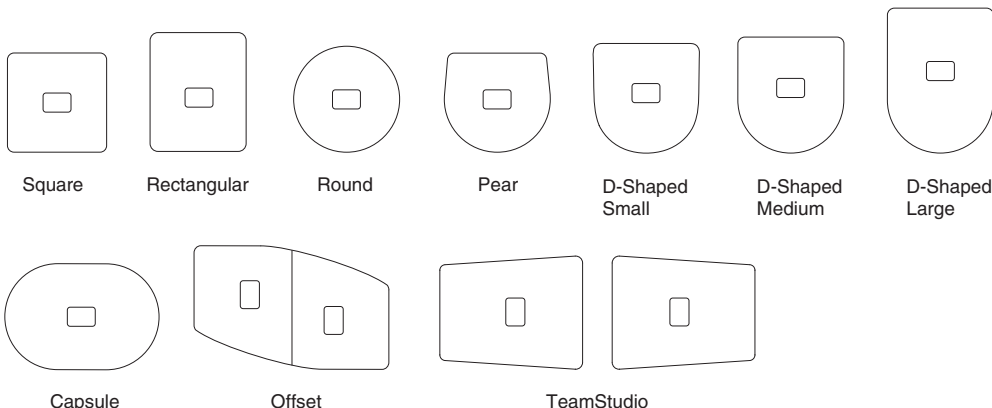 Square
Rectangular
Round
Pear
D-Shaped
Small
D-Shaped
Medium
D-Shaped
Large
Capsule
Offset
TeamStudio